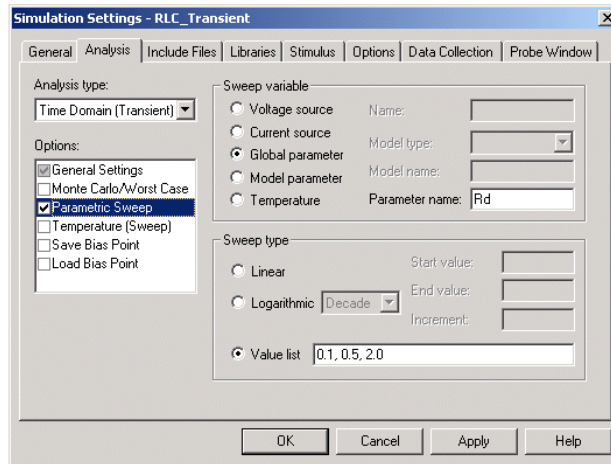 Simulation Settings - RLC_Transient
General Analysis Include Files Libraries Stimulus Options Data Collection Probe Window
Analysis type:
Time Domain (Transient)
Options:
General Settings
Monte Carlo/Worst Case
Parametric Sweep
Temperature (Sweep)
Save Bias Point
Load Bias Point
Sweep variable
Voltage source
Current source
Global parameter
Model parameter
Temperature
Name:
Model type:
Model name:
Parameter name: Rd
Sweep type
Linear
Logarithmic Decade
Value list 0.1, 0.5, 2.0
Start value:
End value:
Increment:
OK Cancel Apply Help